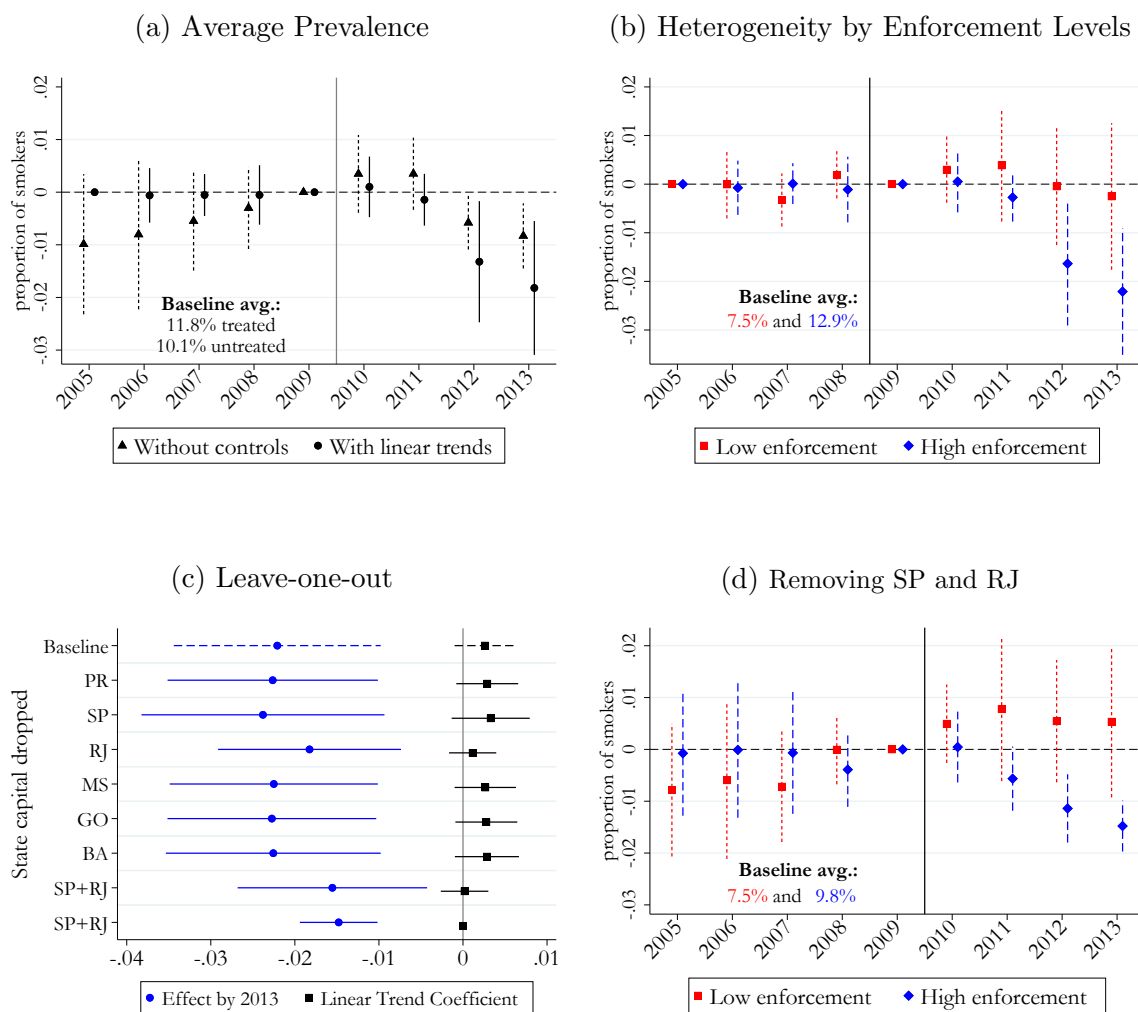 (a) Average Prevalence
proportion of smokers
.02
.01
0
-.01
-.02
-.03
Baseline avg.:
11.8% treated
10.1% untreated
2005
2006
2007
2008
2009
2010
2011
2012
2013
Without controls
With linear trends
(b) Heterogeneity by Enforcement Levels
proportion of smokers
.02
.01
0
-.01
-.02
-.03
Baseline avg.:
7.5% and 12.9%
2005
2006
2007
2008
2009
2010
2011
2012
2013
Low enforcement
High enforcement
(c) Leave-one-out
State capital dropped
Baseline
PR
SP
RJ
MS
GO
BA
SP+RJ
SP+RJ
-.04
-.03
-.02
-.01
0
.01
Effect by 2013
Linear Trend Coefficient
(d) Removing SP and RJ
proportion of smokers
.02
.01
0
-.01
-.02
-.03
Baseline avg.:
7.5% and 9.8%
2005
2006
2007
2008
2009
2010
2011
2012
2013
Low enforcement
High enforcement